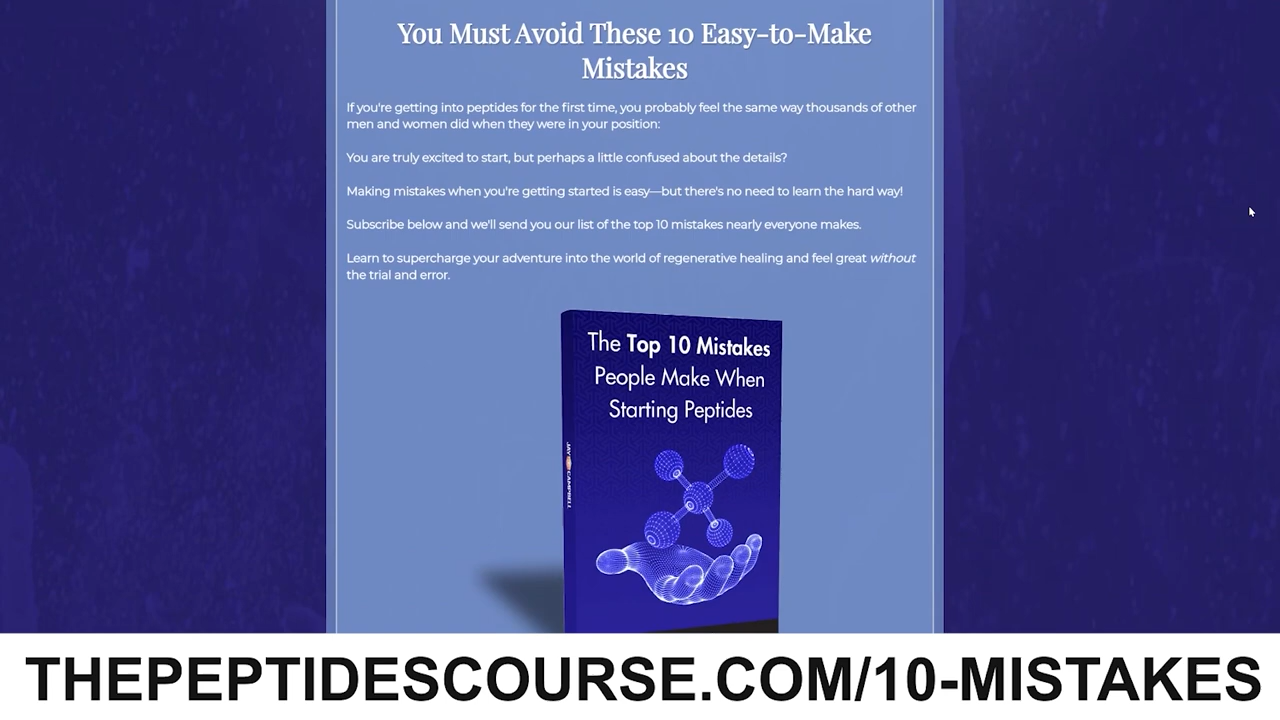 You Must Avoid These 10 Easy-to-Make
Mistakes
If you're getting into peptides for the first time, you probably feel the same way thousands of other
men and women did when they were in your position:
You are truly excited to start, but perhaps a little confused about the details?
Making mistakes when you're getting started is easy—but there's no need to learn the hard way!
Subscribe below and we'll send you our list of the top 10 mistakes nearly everyone makes.
Learn to supercharge your adventure into the world of regenerative healing and feel great without
the trial and error.
The Top 10 Mistakes
People Make When
Starting Peptides
JAY CAMPBELL
THEPEPTIDESCOURSE.COM/10-MISTAKES